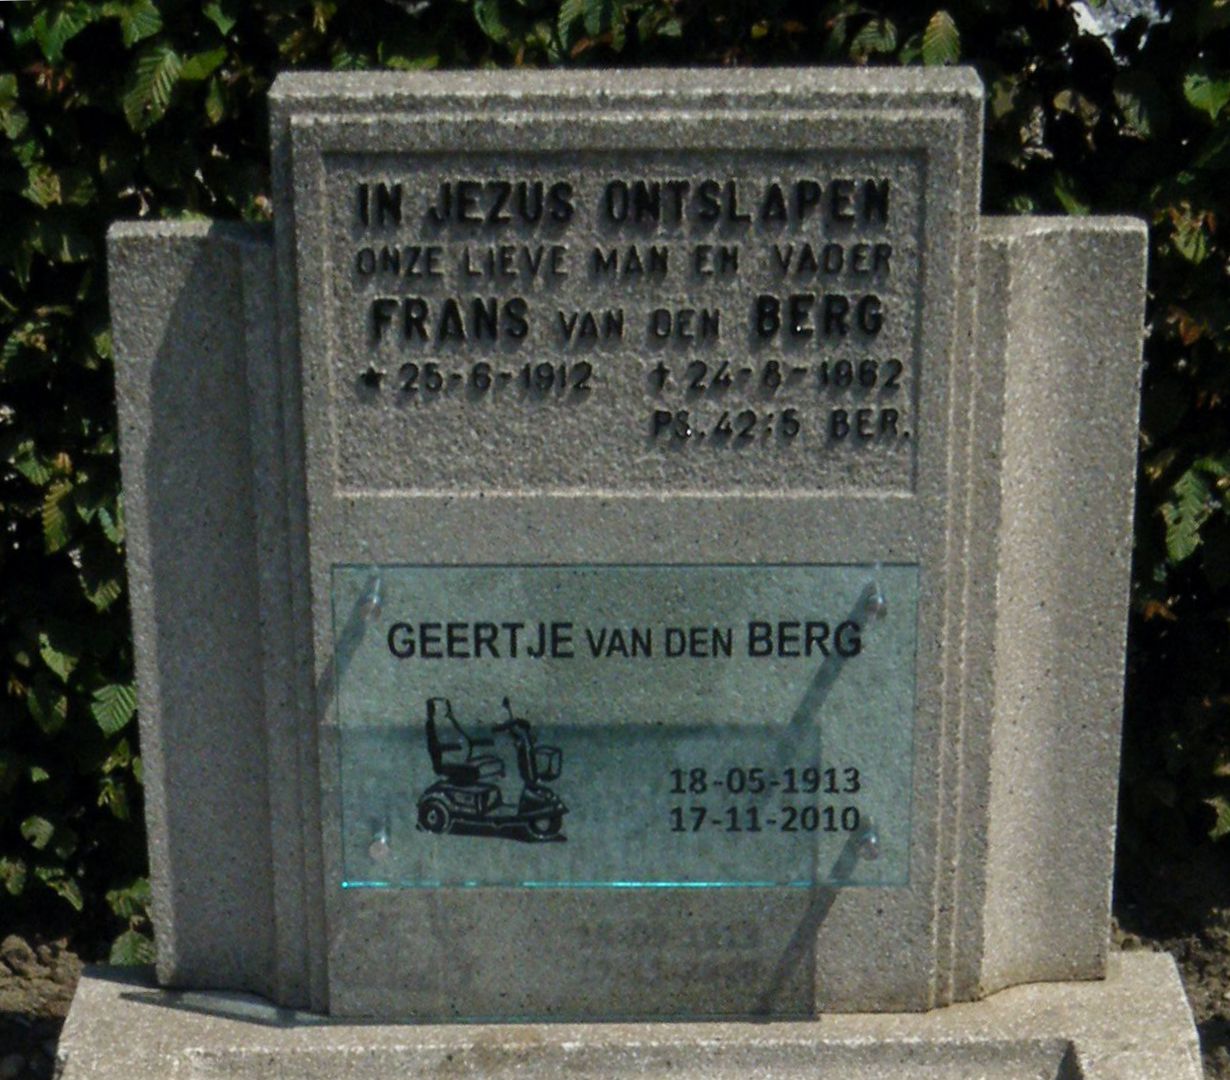 IN JEZUS ONTSLAPEN
ONZE LIEVE MAN EN VADER
FRANS VAN DEN BERG
★ 25-6-1912 † 24-8-1962
PS. 42:5 BER.
GEERTJE VAN DEN BERG
18-05-1913
17-11-2010